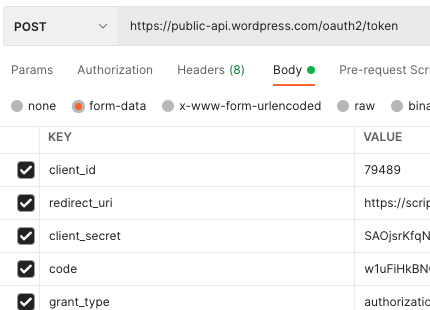 POST https://public-api.wordpress.com/oauth2/token
Params Authorization Headers (8) Body Pre-request Scri
none form-data x-www-form-urlencoded raw bina
KEY VALUE
client_id 79489
redirect_uri https://scrip
client_secret SAOjsrKfqN
code w1uFiHkBN
grant_type authorizatio